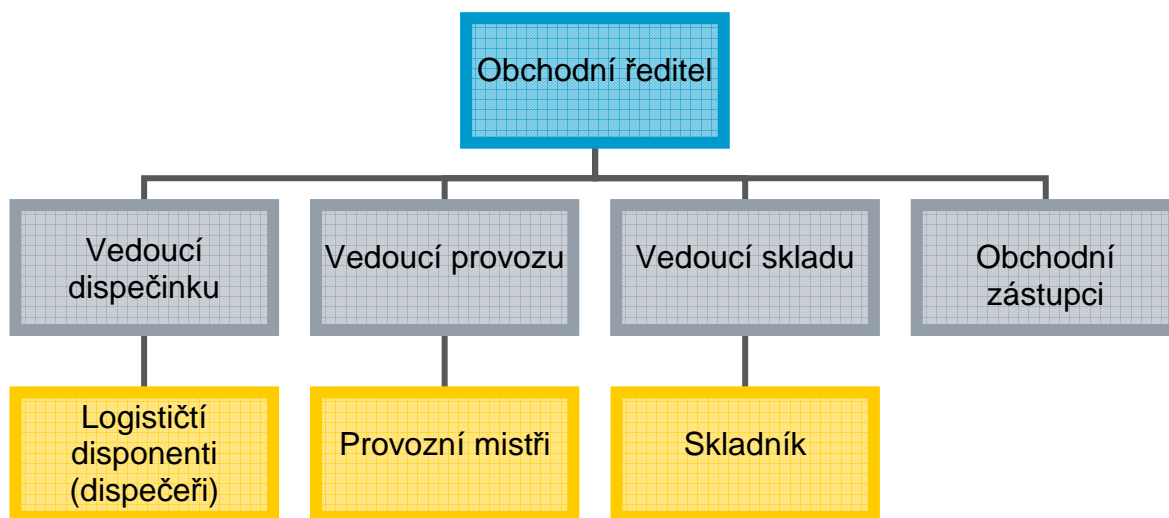 Obchodní ředitel
Vedoucí
dispečinku
Vedoucí provozu
Vedoucí skladu
Obchodní
zástupci
Logističtí
disponenti
(dispečeři)
Provozní mistři
Skladník